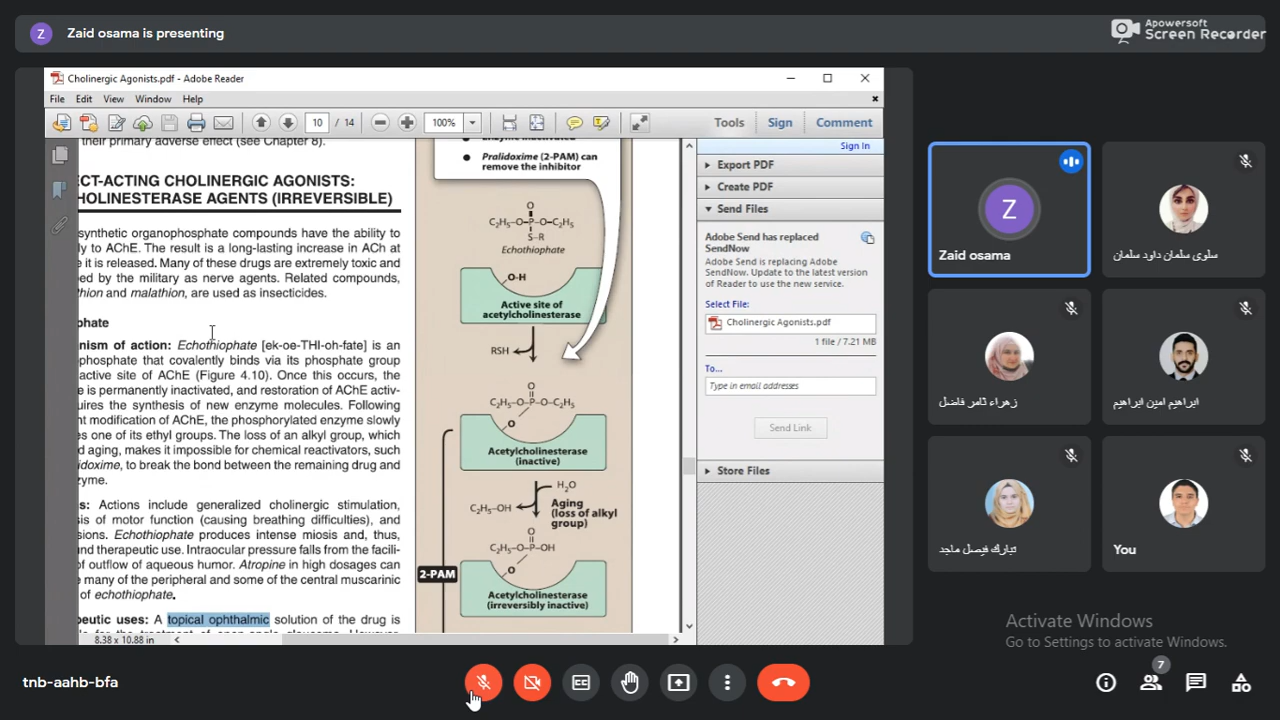 Z
Zaid osama is presenting
Apowersoft
Screen Recorder
Cholinergic Agonists.pdf - Adobe Reader
File Edit View Window Help
10 / 14
100%
Tools Sign Comment
their primary adverse effect (see Chapter 8).
ECT-ACTING CHOLINERGIC AGONISTS:
HOLINESTERASE AGENTS (IRREVERSIBLE)
synthetic organophosphate compounds have the ability to
ly to AChE. The result is a long-lasting increase in ACh at
e it is released. Many of these drugs are extremely toxic and
ed by the military as nerve agents. Related compounds,
thion and malathion, are used as insecticides.
phate
nism of action: Echothiophate [ek-oe-THI-oh-fate] is an
phosphate that covalently binds via its phosphate group
active site of AChE (Figure 4.10). Once this occurs, the
e is permanently inactivated, and restoration of AChE activ-
uires the synthesis of new enzyme molecules. Following
nt modification of AChE, the phosphorylated enzyme slowly
es one of its ethyl groups. The loss of an alkyl group, which
d aging, makes it impossible for chemical reactivators, such
idoxime, to break the bond between the remaining drug and
zyme.
s: Actions include generalized cholinergic stimulation,
sis of motor function (causing breathing difficulties), and
sions. Echothiophate produces intense miosis and, thus,
nd therapeutic use. Intraocular pressure falls from the facili-
of outflow of aqueous humor. Atropine in high dosages can
e many of the peripheral and some of the central muscarinic
of echothiophate.
peutic uses: A topical ophthalmic solution of the drug is
8.38 x 10.88 in
• Pralidoxime (2-PAM) can
remove the inhibitor
O
C₂H₅–O–P–O–C₂H₅
S–R
Echothiophate
O-H
Active site of
acetylcholinesterase
RSH
O
C₂H₅–O–P–O–C₂H₅
O
Acetylcholinesterase
(inactive)
H₂O
C₂H₅–OH
Aging
(loss of alkyl
group)
O
C₂H₅–O–P–OH
O
2-PAM
Acetylcholinesterase
(irreversibly inactive)
Sign In
Export PDF
Create PDF
Send Files
Adobe Send has replaced
SendNow
Adobe Send is replacing Adobe
SendNow. Update to the latest version
of Reader to use the new service.
Select File:
Cholinergic Agonists.pdf
1 file / 7.21 MB
To...
Type in email addresses
Send Link
Store Files
Z
Zaid osama
سلوى سلمان داود سلمان
زهراء ثامر فاضل
ابراهيم امين ابراهيم
تبارك فيصل ماجد
You
Activate Windows
Go to Settings to activate Windows.
tnb-aahb-bfa
7